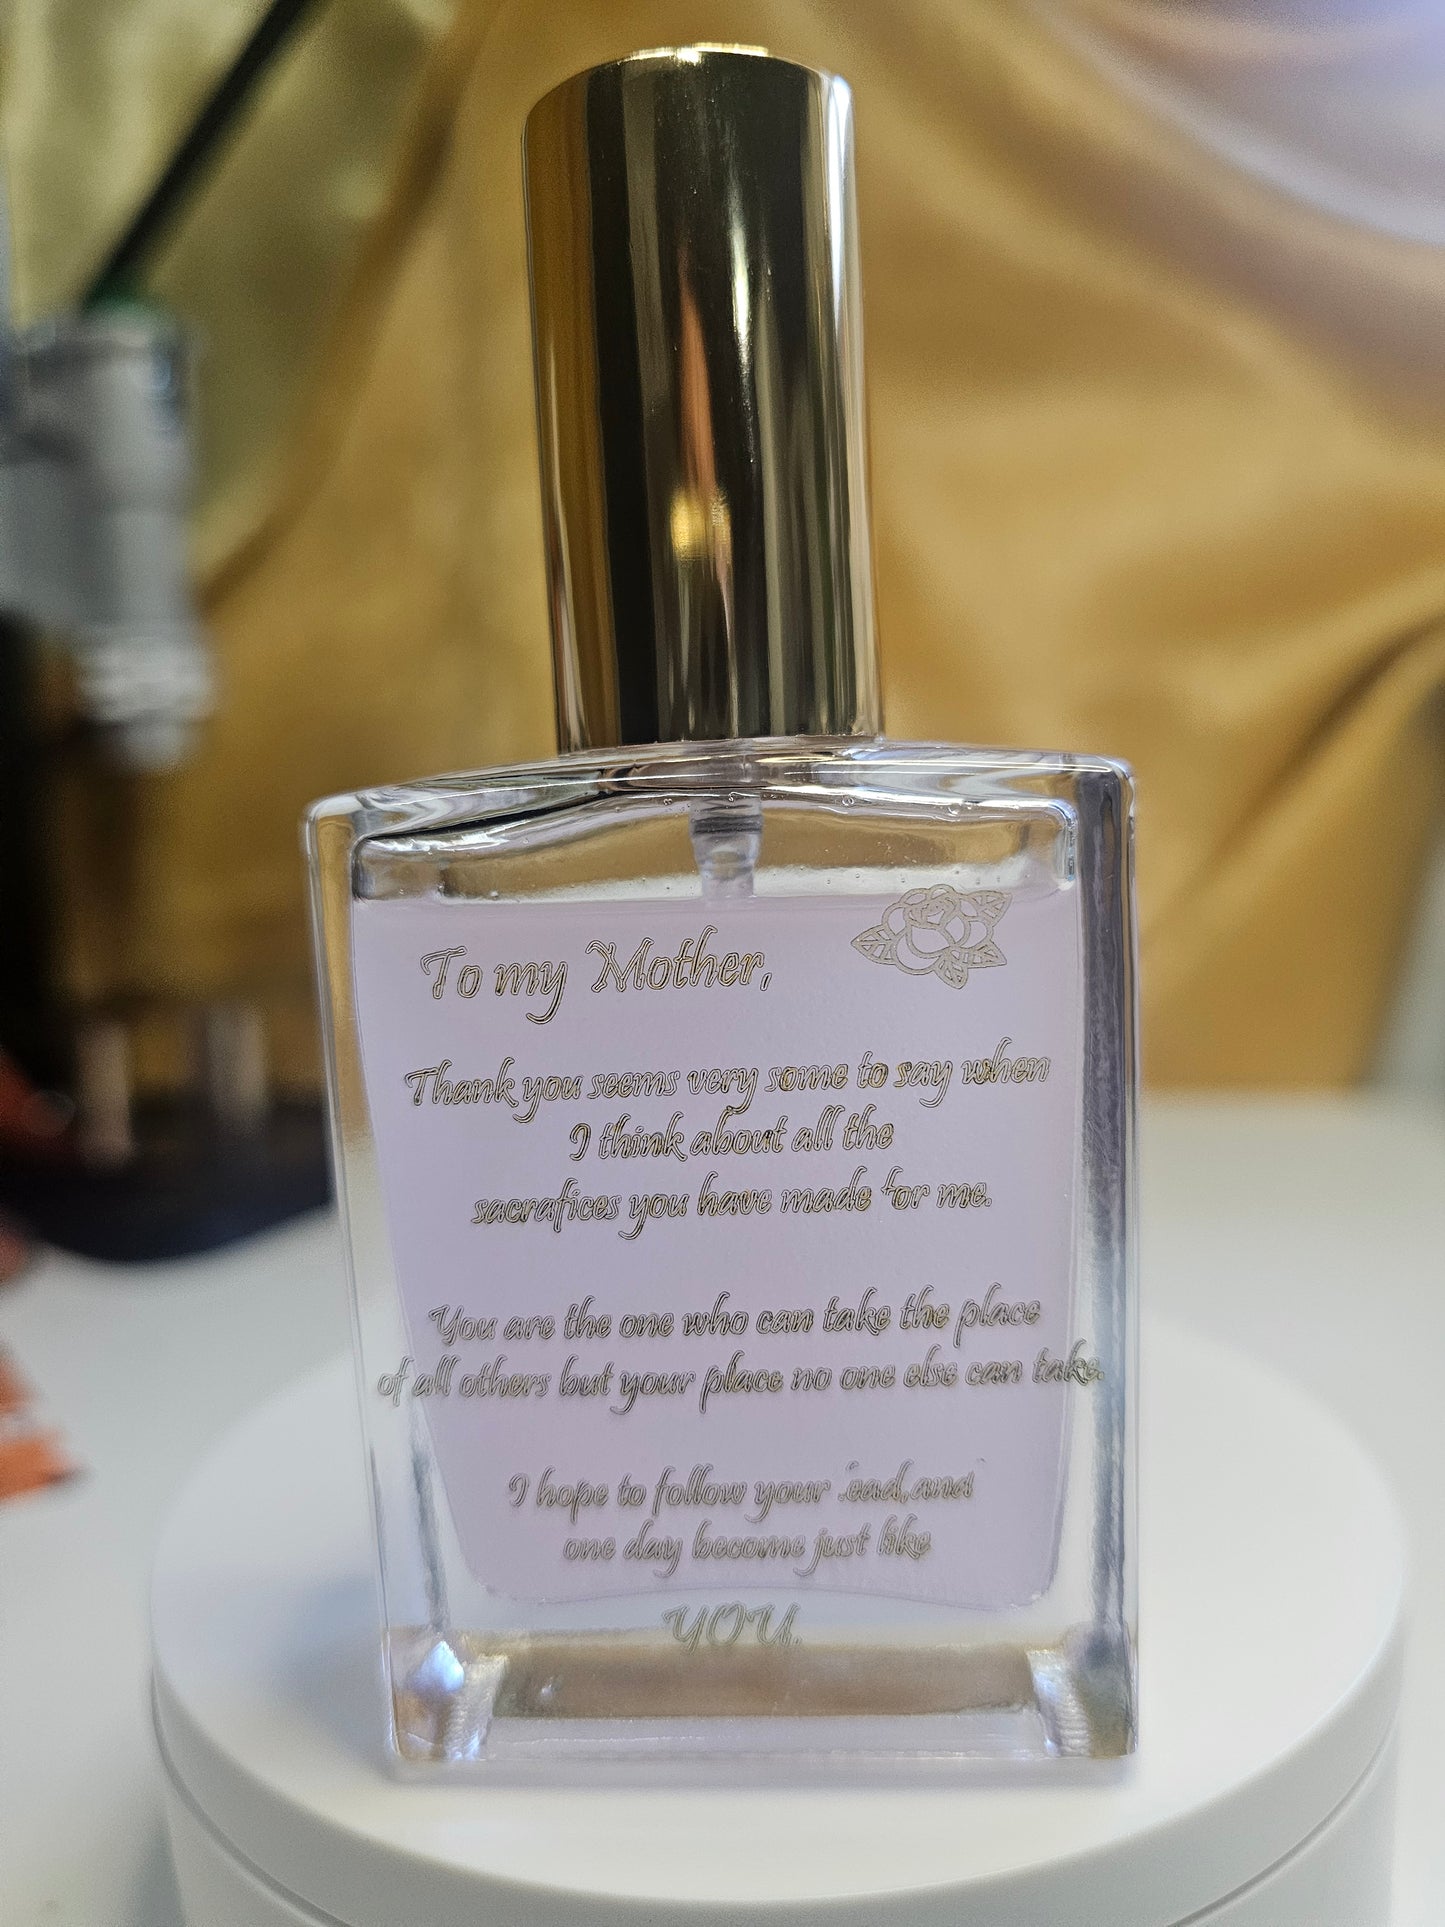 To my Mother,
Thank you seems very some to say when
I think about all the
sacrafices you have made for me.
You are the one who can take the place
of all others but your place no one else can take.
I hope to follow your lead, and
one day become just like
YOU.